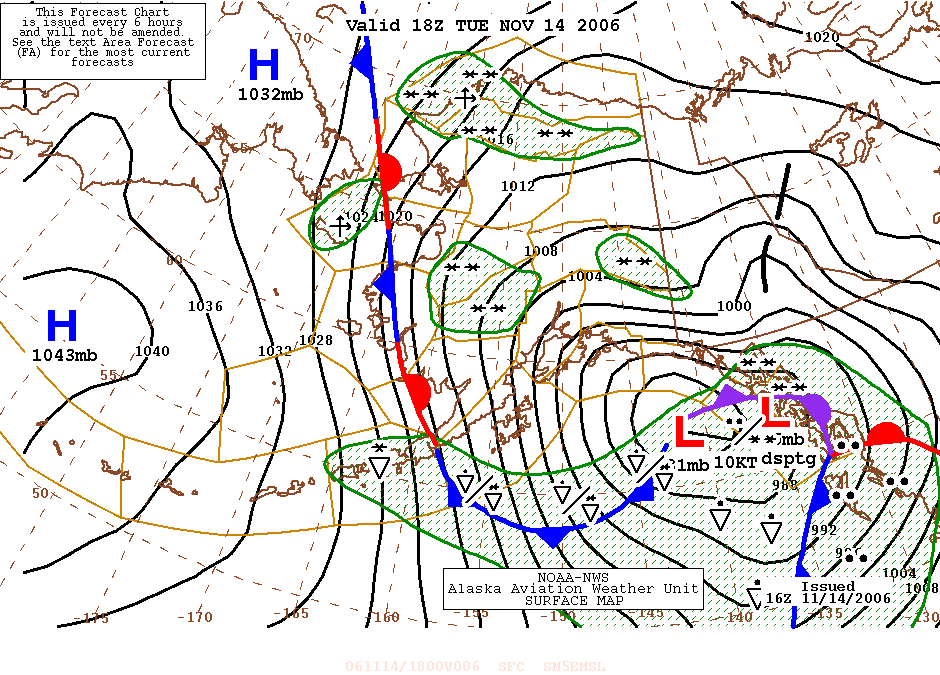 This Forecast Chart
is issued every 6 hours
and will not be amended.
See the text Area Forecast
(FA) for the most current
forecasts
Valid 18Z TUE NOV 14 2006
1020
70
H
1032mb
65
1012
1020
60
1008
1004
1036
1000
H
1043mb
1040
1032
1028
55
L
L
1mb 10KT dsptg
mb
988
50
992
1004
1008
NOAA-NWS
Alaska Aviation Weather Unit
SURFACE MAP
Issued
16Z 11/14/2006
-175
-170
-165
160
-155
-150
-145
-140
-135
-130
061114/1800V006 SFC SM5EMSL